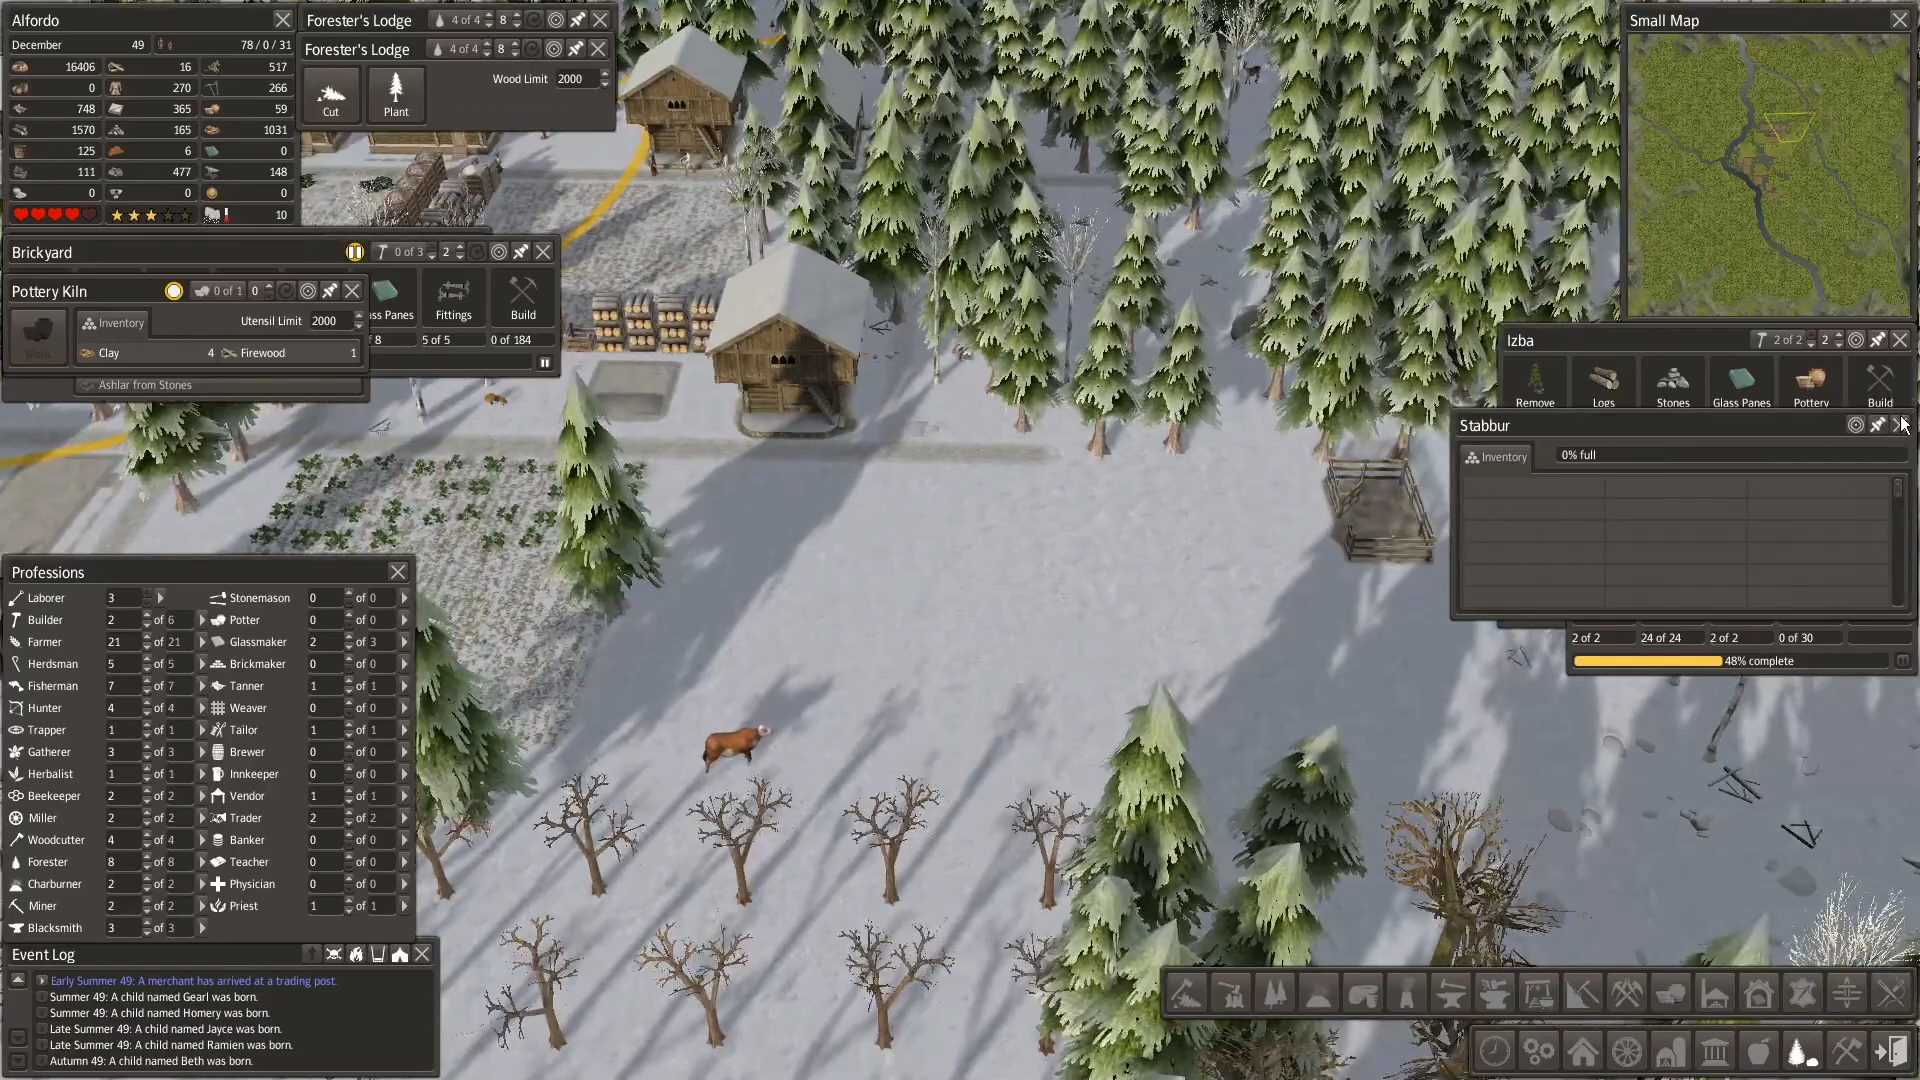 Alfordo
December 49 78 / 0 / 31
16406 16 517
0 270 266
748 365 59
1570 165 1031
125 6 0
111 477 148
0 0 0
10
Forester's Lodge 4 of 4 8
Forester's Lodge 4 of 4 8
Cut Plant Wood Limit 2000
Small Map
Brickyard 0 of 3 2
Fittings Build
5 of 5 0 of 184
Pottery Kiln 0 of 1 0
Work Inventory Utensil Limit 2000
Clay 4 Firewood 1
Ashlar from Stones
Izba 2 of 2 2
Remove Logs Stones Glass Panes Pottery Build
Stabbur
Inventory 0% full
2 of 2 24 of 24 2 of 2 0 of 30
48% complete
Professions
Laborer 3 Stonemason 0 of 0
Builder 2 of 6 Potter 0 of 0
Farmer 21 of 21 Glassmaker 2 of 3
Herdsman 5 of 5 Brickmaker 0 of 0
Fisherman 7 of 7 Tanner 1 of 1
Hunter 4 of 4 Weaver 0 of 0
Trapper 1 of 1 Tailor 1 of 1
Gatherer 3 of 3 Brewer 0 of 0
Herbalist 1 of 1 Innkeeper 0 of 0
Beekeeper 2 of 2 Vendor 1 of 1
Miller 2 of 2 Trader 2 of 2
Woodcutter 4 of 4 Banker 0 of 0
Forester 8 of 8 Teacher 0 of 0
Charburner 2 of 2 Physician 0 of 0
Miner 2 of 2 Priest 1 of 1
Blacksmith 3 of 3
Event Log
Early Summer 49: A merchant has arrived at a trading post.
Summer 49: A child named Gearl was born.
Summer 49: A child named Homery was born.
Late Summer 49: A child named Jayce was born.
Late Summer 49: A child named Ramien was born.
Autumn 49: A child named Beth was born.